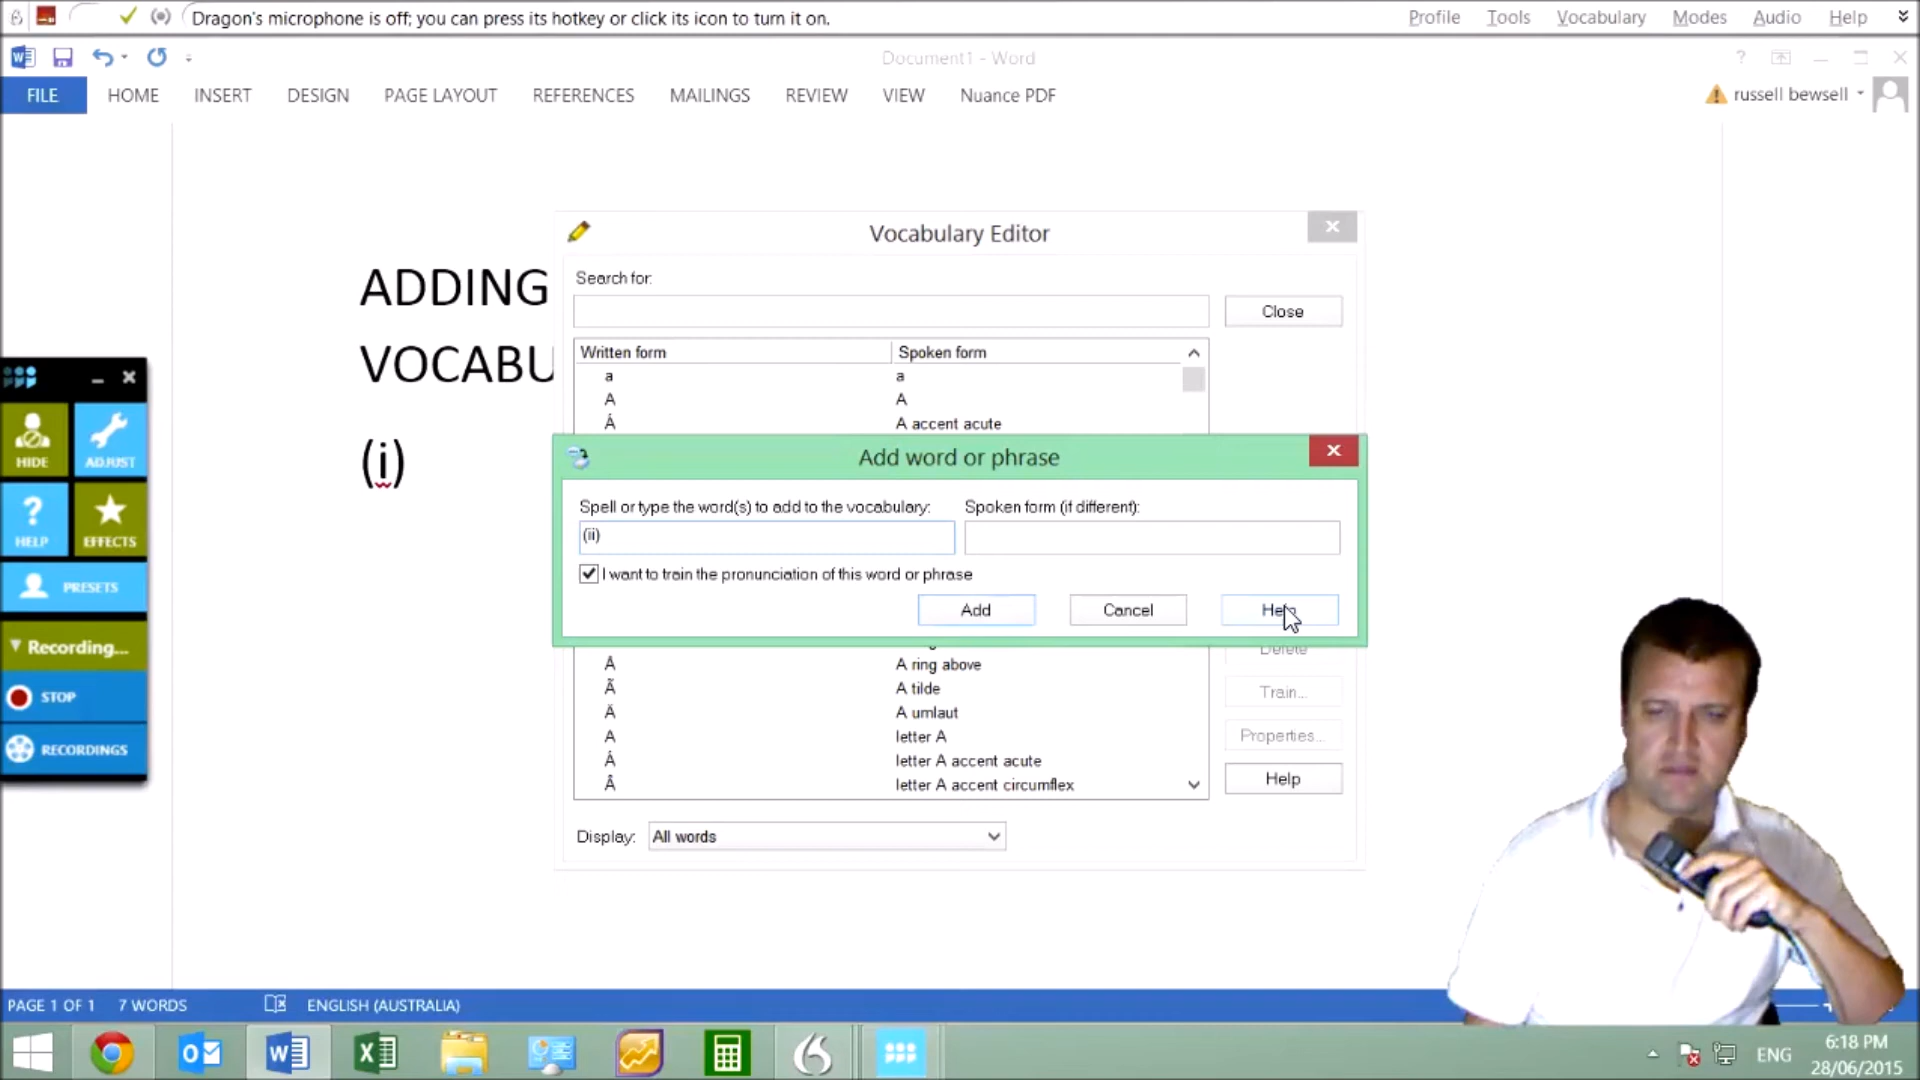 Dragon's microphone is off; you can press its hotkey or click its icon to turn it on.
Profile Tools Vocabulary Modes Audio Help
Document1 - Word
FILE HOME INSERT DESIGN PAGE LAYOUT REFERENCES MAILINGS REVIEW VIEW Nuance PDF
russell bewsell
ADDING
VOCABU
(i)
Vocabulary Editor
Search for:
Close
Written form Spoken form
a a
A A
Á A accent acute
Add word or phrase
Spell or type the word(s) to add to the vocabulary: Spoken form (if different):
(ii)
I want to train the pronunciation of this word or phrase
Add Cancel Help
Delete
Å A ring above
Ã A tilde
Train...
Ä A umlaut
A letter A
Properties...
Á letter A accent acute
Â letter A accent circumflex
Help
Display: All words
HIDE ADJUST
HELP EFFECTS
PRESETS
Recording...
STOP
RECORDINGS
PAGE 1 OF 1 7 WORDS ENGLISH (AUSTRALIA)
ENG
6:18 PM
28/06/2015